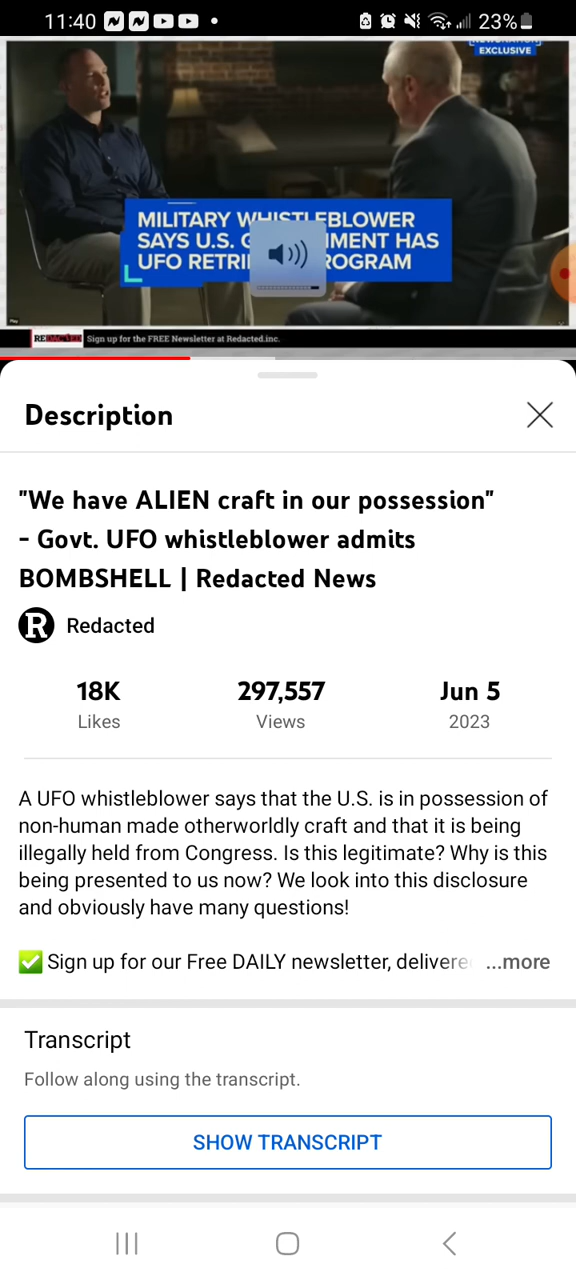 11:40
23%
EXCLUSIVE
MILITARY WHISTLEBLOWER
SAYS U.S. G MENT HAS
UFO RETRI ROGRAM
REDACTED Sign up for the FREE Newsletter at Redacted.inc.
Description
"We have ALIEN craft in our possession"
- Govt. UFO whistleblower admits
BOMBSHELL | Redacted News
R Redacted
18K 297,557 Jun 5
Likes Views 2023
A UFO whistleblower says that the U.S. is in possession of
non-human made otherworldly craft and that it is being
illegally held from Congress. Is this legitimate? Why is this
being presented to us now? We look into this disclosure
and obviously have many questions!
✅ Sign up for our Free DAILY newsletter, delivere ...more
Transcript
Follow along using the transcript.
SHOW TRANSCRIPT